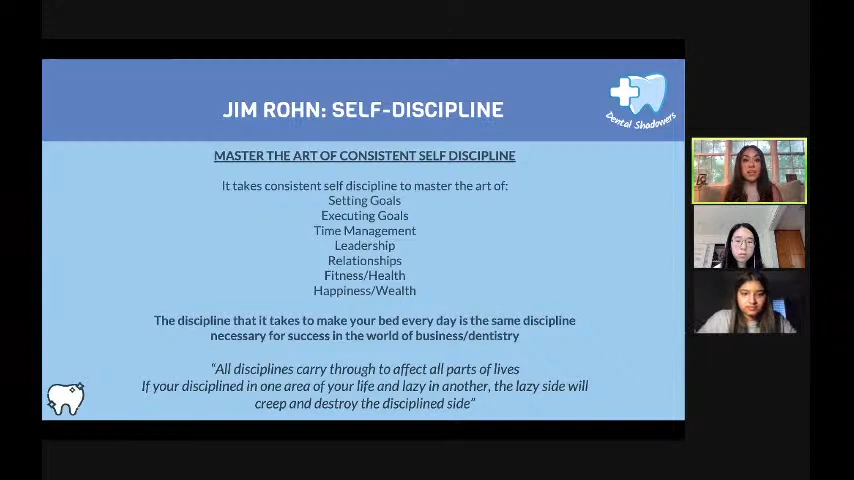 JIM ROHN: SELF-DISCIPLINE
Dental Shadowers
MASTER THE ART OF CONSISTENT SELF DISCIPLINE
It takes consistent self discipline to master the art of:
Setting Goals
Executing Goals
Time Management
Leadership
Relationships
Fitness/Health
Happiness/Wealth
The discipline that it takes to make your bed every day is the same discipline
necessary for success in the world of business/dentistry
“All disciplines carry through to affect all parts of lives
If your disciplined in one area of your life and lazy in another, the lazy side will
creep and destroy the disciplined side”